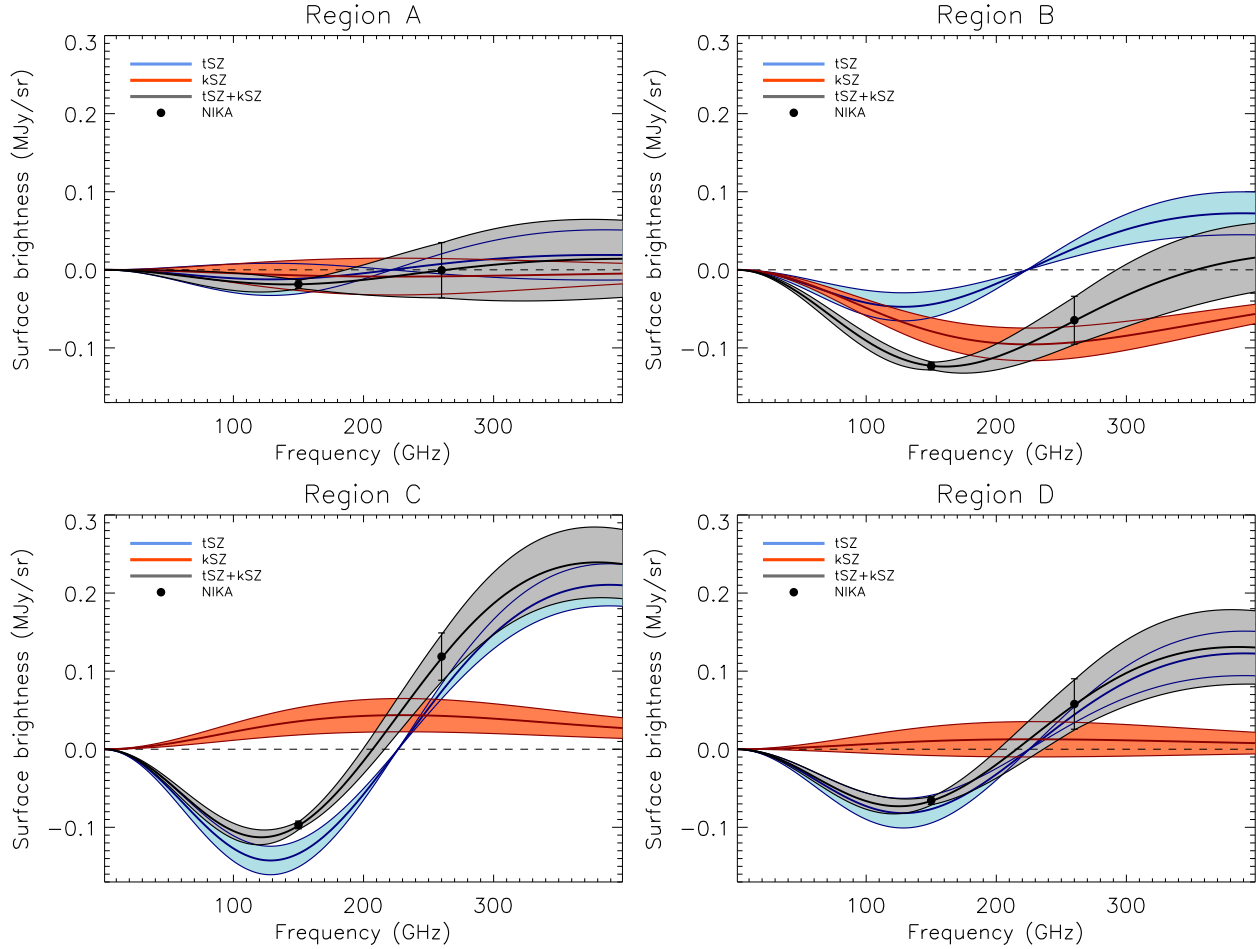 Region A
Surface brightness (MJy/sr)
0.3
0.2
0.1
0.0
−0.1
tSZ
kSZ
tSZ+kSZ
NIKA
100 200 300
Frequency (GHz)
Region B
Surface brightness (MJy/sr)
0.3
0.2
0.1
0.0
−0.1
tSZ
kSZ
tSZ+kSZ
NIKA
100 200 300
Frequency (GHz)
Region C
Surface brightness (MJy/sr)
0.3
0.2
0.1
0.0
−0.1
tSZ
kSZ
tSZ+kSZ
NIKA
100 200 300
Frequency (GHz)
Region D
Surface brightness (MJy/sr)
0.3
0.2
0.1
0.0
−0.1
tSZ
kSZ
tSZ+kSZ
NIKA
100 200 300
Frequency (GHz)